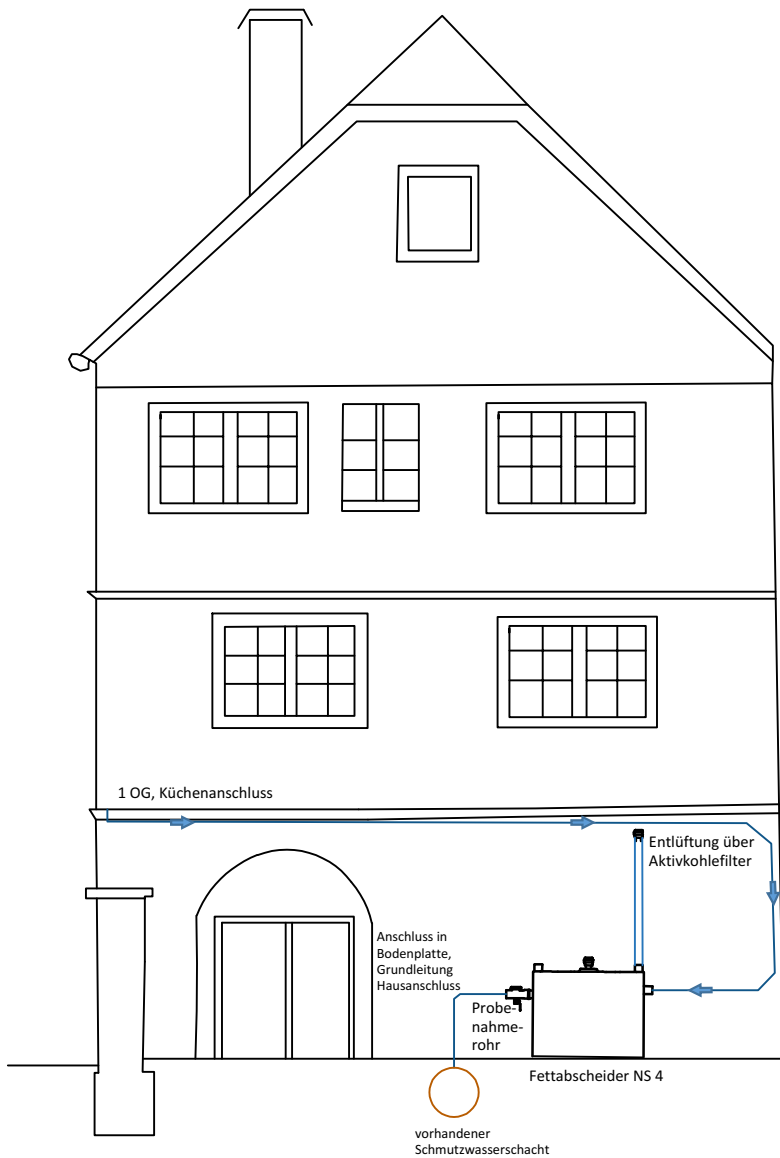 1 OG, Küchenanschluss
Entlüftung über
Aktivkohlefilter
Anschluss in
Bodenplatte,
Grundleitung
Hausanschluss
Probe-
nahme-
rohr
Fettabscheider NS 4
vorhandener
Schmutzwasserschacht